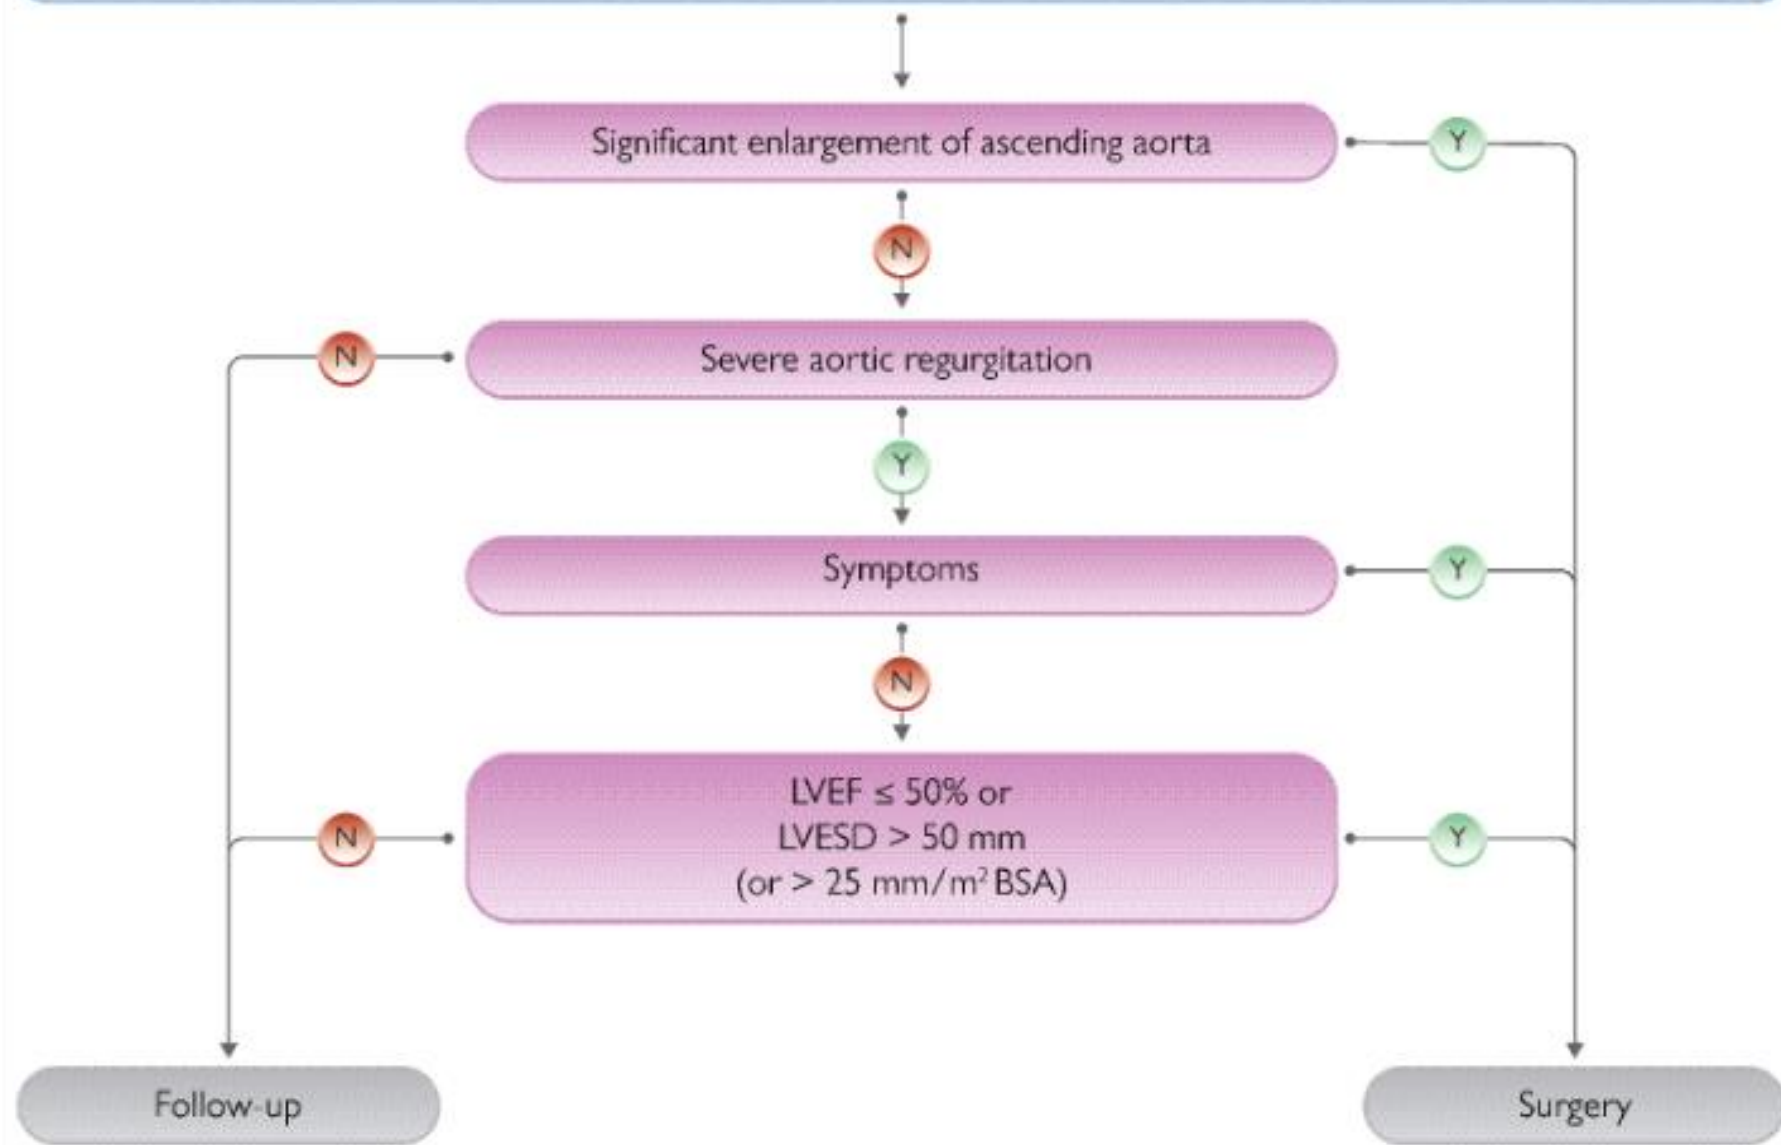 Significant enlargement of ascending aorta
Y
N
N
Severe aortic regurgitation
Y
Symptoms
Y
N
LVEF ≤ 50% or
N
LVESD > 50 mm
Y
(or > 25 mm/m² BSA)
Follow-up
Surgery